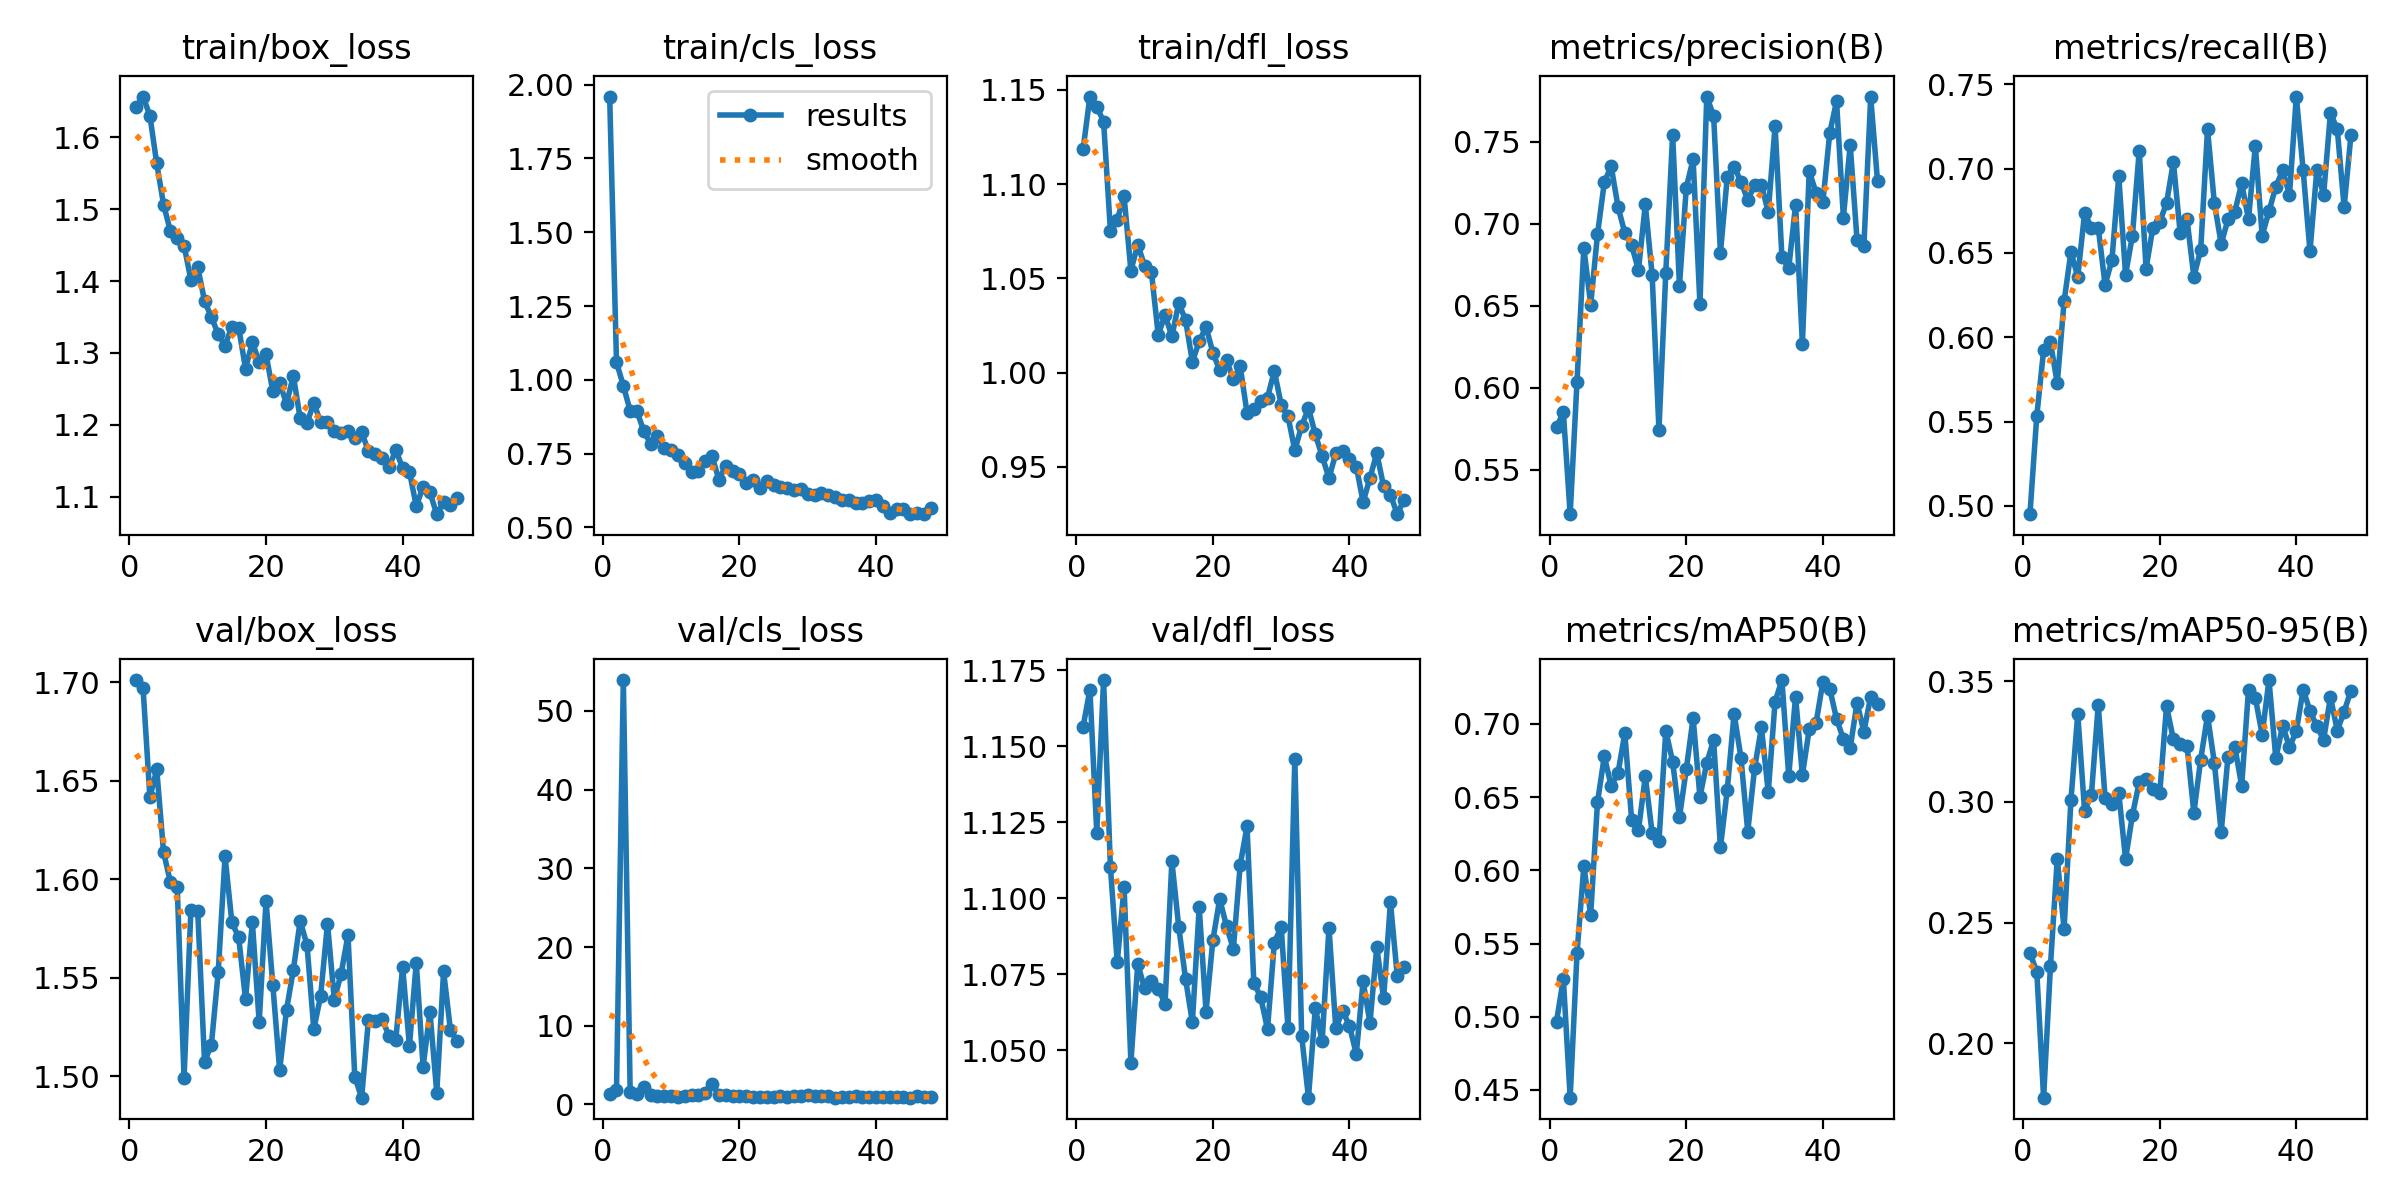 train/box_loss
1.6
1.5
1.4
1.3
1.2
1.1
0 20 40
train/cls_loss
results
smooth
2.00
1.75
1.50
1.25
1.00
0.75
0.50
0 20 40
train/dfl_loss
1.15
1.10
1.05
1.00
0.95
0 20 40
metrics/precision(B)
0.75
0.70
0.65
0.60
0.55
0 20 40
metrics/recall(B)
0.75
0.70
0.65
0.60
0.55
0.50
0 20 40
val/box_loss
1.70
1.65
1.60
1.55
1.50
0 20 40
val/cls_loss
50
40
30
20
10
0
0 20 40
val/dfl_loss
1.175
1.150
1.125
1.100
1.075
1.050
0 20 40
metrics/mAP50(B)
0.70
0.65
0.60
0.55
0.50
0.45
0 20 40
metrics/mAP50-95(B)
0.35
0.30
0.25
0.20
0 20 40